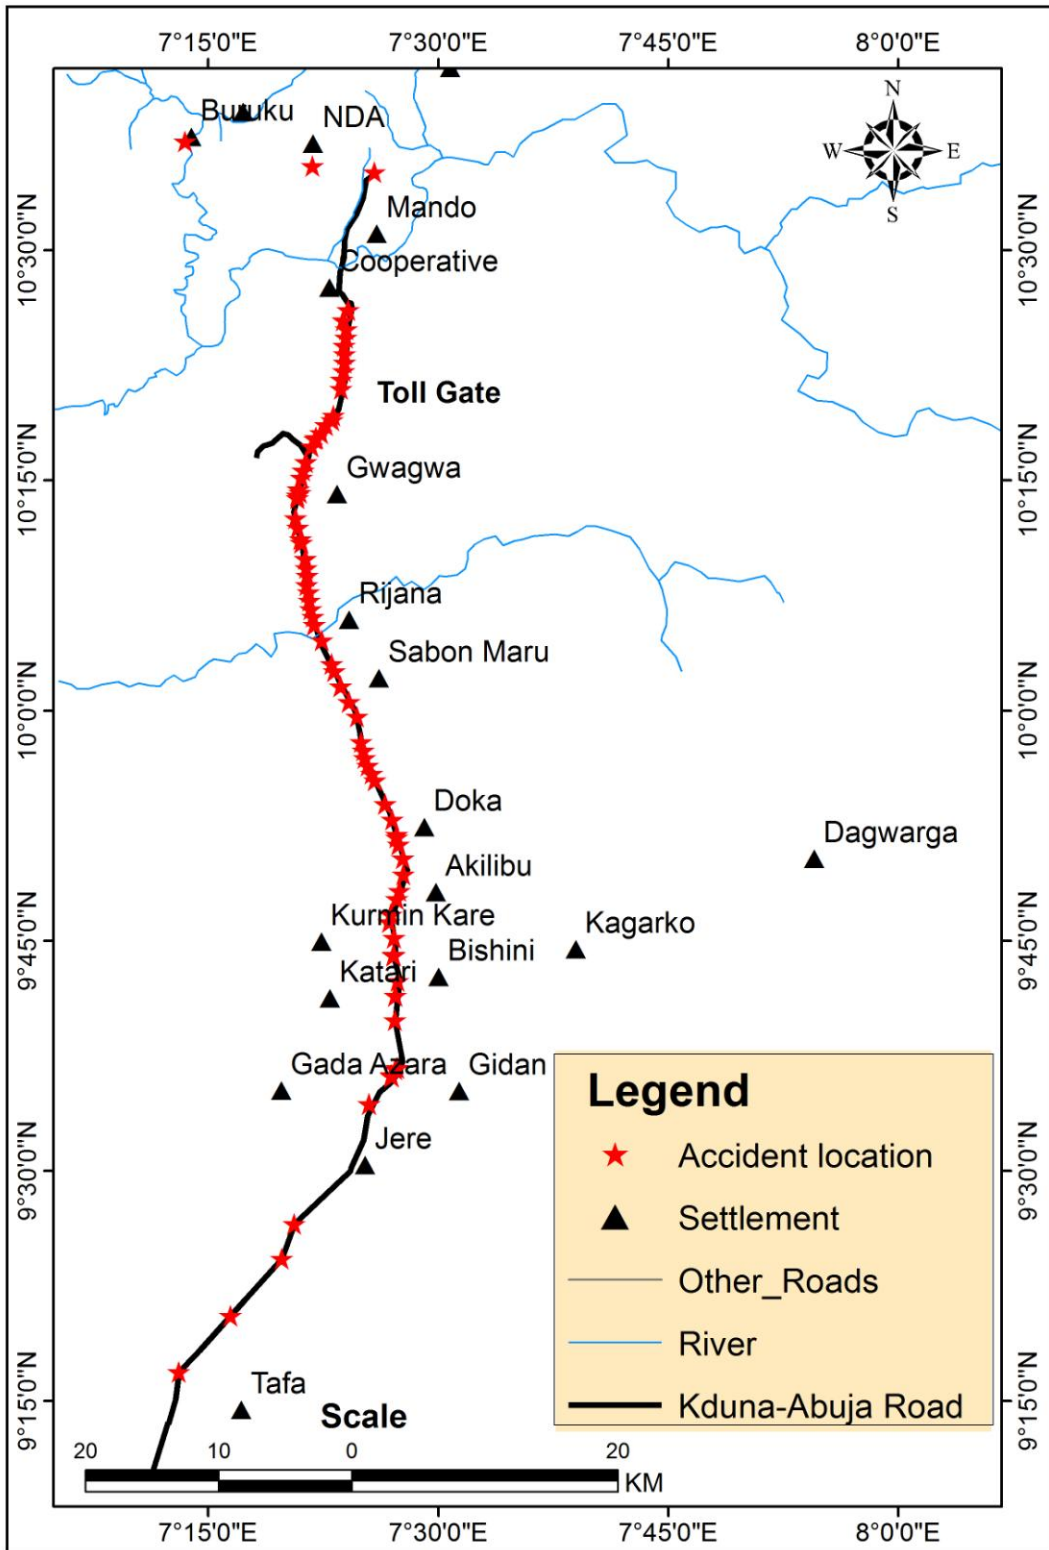 7°15'0"E 7°30'0"E 7°45'0"E 8°0'0"E
N
W E
S
Buruku
NDA
Mando
10°30'0"N 10°30'0"N
Cooperative
Toll Gate
Gwagwa
10°15'0"N 10°15'0"N
Rijana
Sabon Maru
10°0'0"N 10°0'0"N
Doka
Dagwarga
Akilibu
Kurmin Kare
Kagarko
9°45'0"N 9°45'0"N
Bishini
Katari
Gada Azara
Gidan
Jere
9°30'0"N 9°30'0"N
Legend
Accident location
Settlement
Other_Roads
River
Kduna-Abuja Road
Tafa
9°15'0"N 9°15'0"N
Scale
20 10 0 20
KM
7°15'0"E 7°30'0"E 7°45'0"E 8°0'0"E